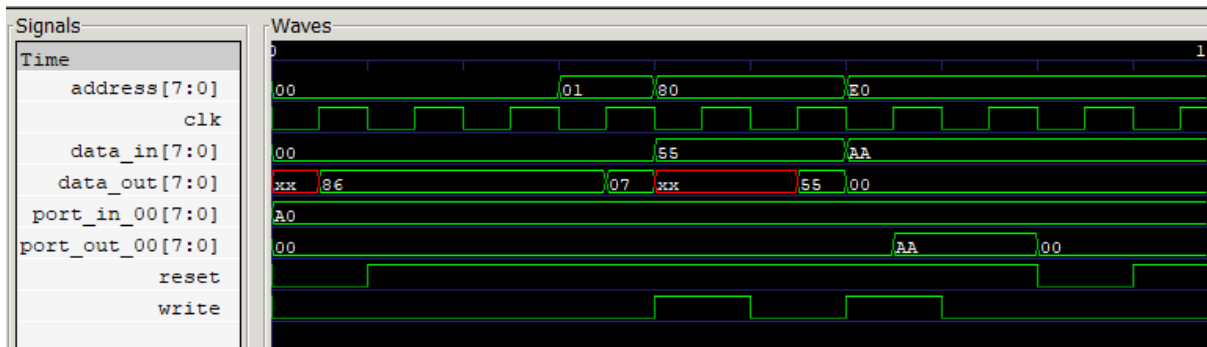 Signals
Waves
Time
0 1
address[7:0] 00 01 80 E0
clk
data_in[7:0] 00 55 AA
data_out[7:0] xx 86 07 xx 55 00
port_in_00[7:0] A0
port_out_00[7:0] 00 AA 00
reset
write